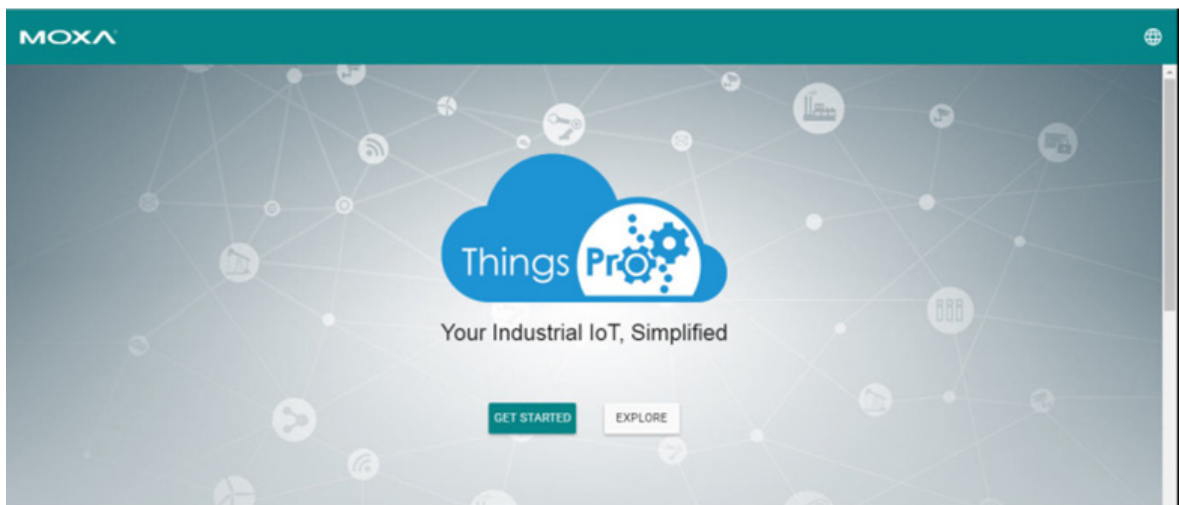 MOXA
Things Pro
Your Industrial IoT, Simplified
GET STARTED EXPLORE